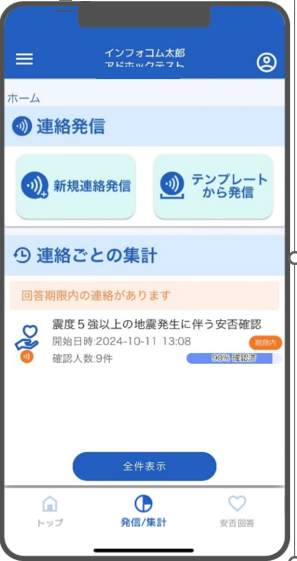 インフォコム太郎
アドホックテスト
ホーム
連絡発信
新規連絡発信
テンプレート
から発信
連絡ごとの集計
回答期限内の連絡があります
震度５強以上の地震発生に伴う安否確認
開始日時:2024-10-11 13:08
期限内
確認人数:9件
90% 確認済
全件表示
トップ
発信/集計
安否回答